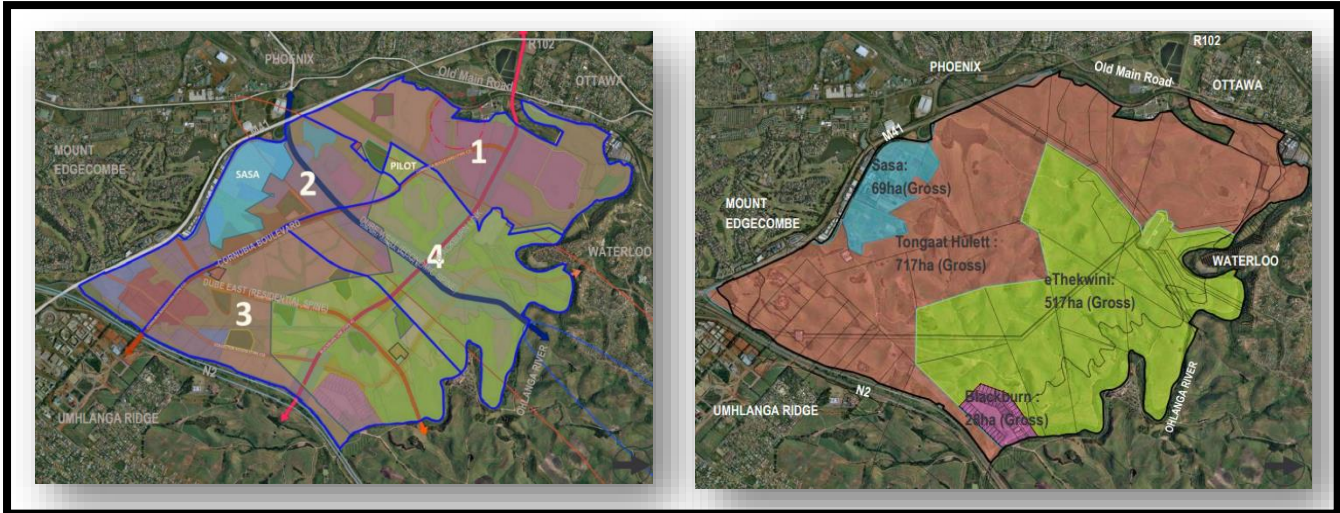 R102
PHOENIX
Old Main Road
OTTAWA
M41
MOUNT
EDGECOMBE
SASA
PILOT
1
2
CORNUBIA BOULEVARD
4
WATERLOO
DUBE EAST (RESIDENTIAL SPINE)
3
N2
UMHLANGA RIDGE
OHLANGA RIVER
R102
PHOENIX
Old Main Road
OTTAWA
M41
Sasa:
69ha(Gross)
MOUNT
EDGECOMBE
Tongaat Hulett :
717ha (Gross)
WATERLOO
eThekwini:
517ha (Gross)
N2
Blackburn :
28ha (Gross)
UMHLANGA RIDGE
OHLANGA RIVER